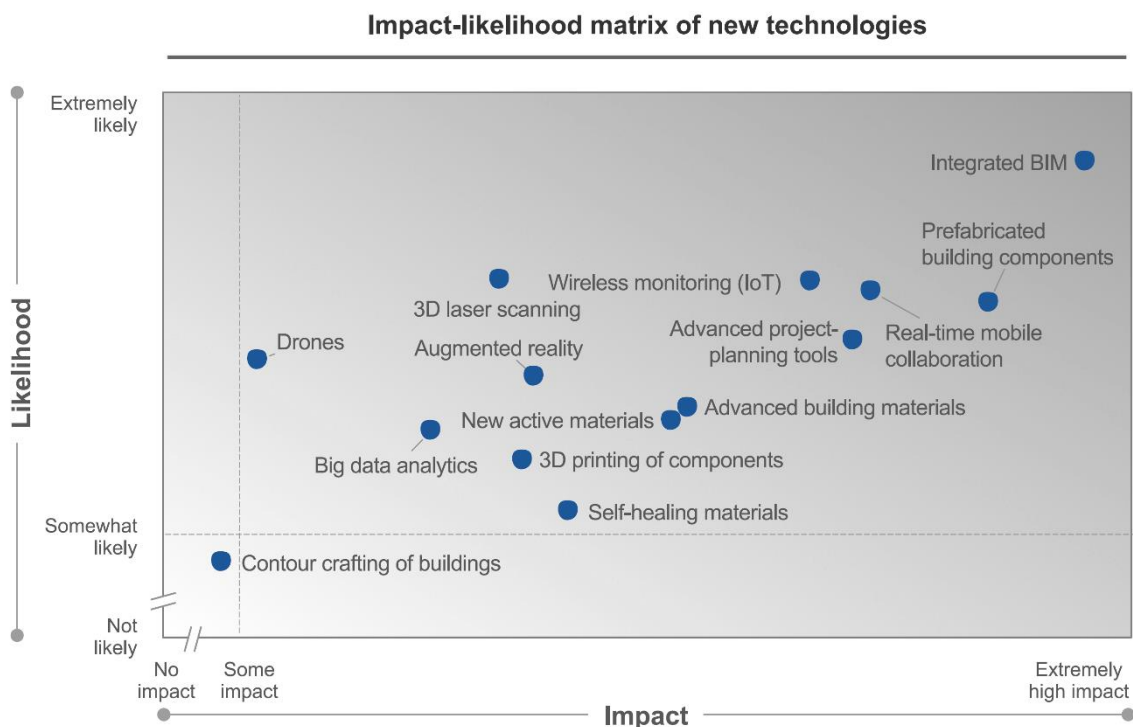 Impact-likelihood matrix of new technologies
Extremely
likely
Integrated BIM
Prefabricated
building components
Wireless monitoring (IoT)
3D laser scanning
Advanced project-
planning tools
Real-time mobile
collaboration
Drones
Augmented reality
New active materials
Advanced building materials
Big data analytics
3D printing of components
Self-healing materials
Somewhat
likely
Contour crafting of buildings
Not
likely
Likelihood
No
impact
Some
impact
Extremely
high impact
Impact